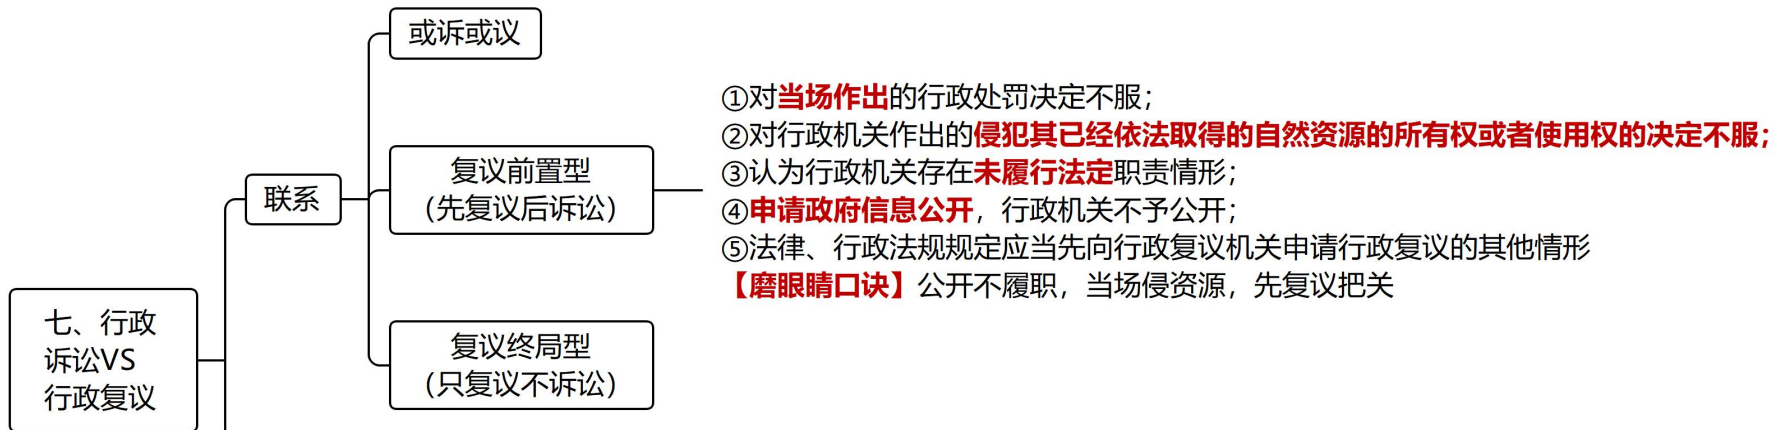 七、行政
诉讼VS
行政复议
联系
或诉或议
复议前置型
（先复议后诉讼）
①对当场作出的行政处罚决定不服；
②对行政机关作出的侵犯其已经依法取得的自然资源的所有权或者使用权的决定不服；
③认为行政机关存在未履行法定职责情形；
④申请政府信息公开，行政机关不予公开；
⑤法律、行政法规规定应当先向行政复议机关申请行政复议的其他情形
【磨眼睛口诀】公开不履职，当场侵资源，先复议把关
复议终局型
（只复议不诉讼）